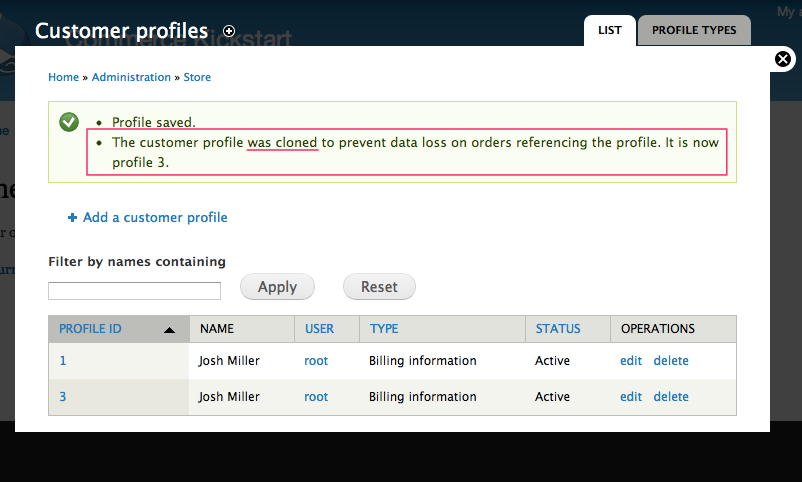 My
Customer profiles
Commerce Kickstart
LIST
PROFILE TYPES
Home » Administration » Store
Profile saved.
The customer profile was cloned to prevent data loss on orders referencing the profile. It is now
profile 3.
Add a customer profile
Filter by names containing
Apply
Reset
PROFILE ID NAME USER TYPE STATUS OPERATIONS
1 Josh Miller root Billing information Active edit delete
3 Josh Miller root Billing information Active edit delete